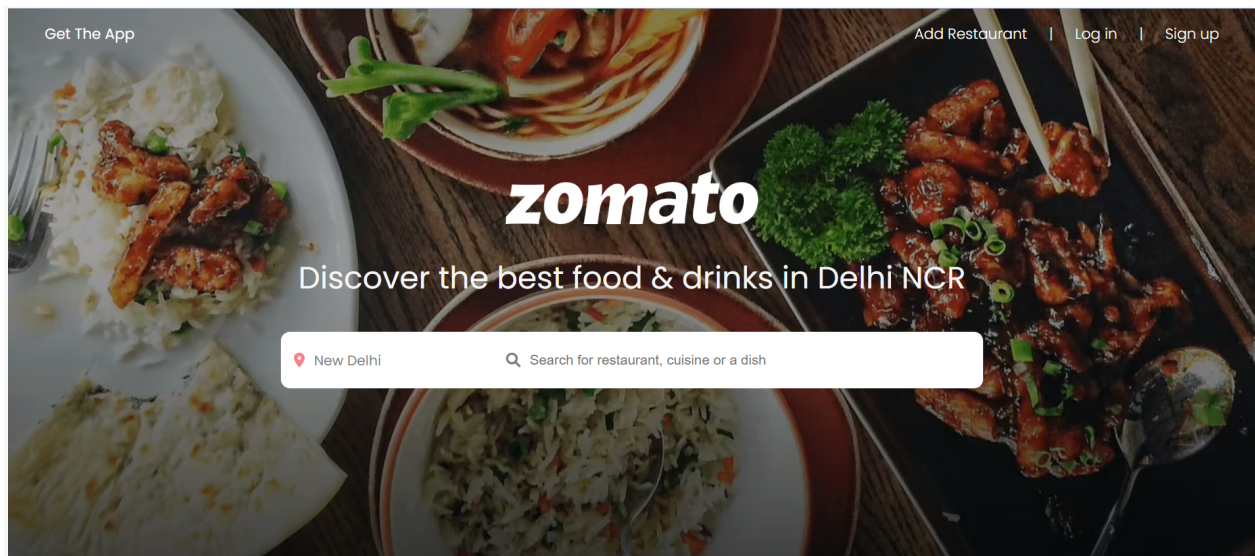 Get The App
Add Restaurant | Log in | Sign up
zomato
Discover the best food & drinks in Delhi NCR
New Delhi
Search for restaurant, cuisine or a dish